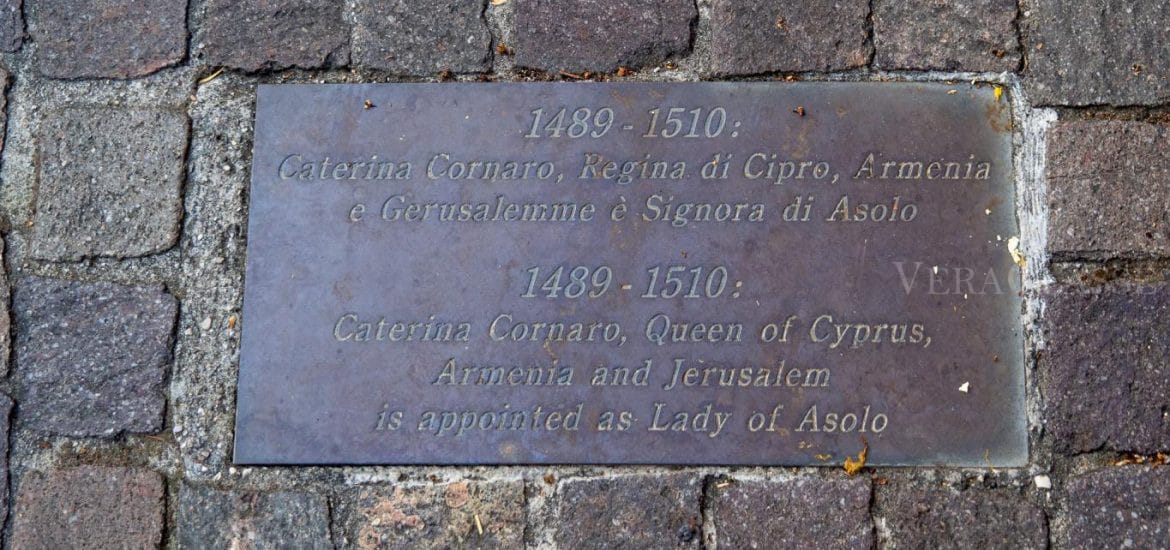 1489 - 1510:
Caterina Cornaro, Regina di Cipro, Armenia
e Gerusalemme è Signora di Asolo
1489 - 1510:
Caterina Cornaro, Queen of Cyprus,
Armenia and Jerusalem
is appointed as Lady of Asolo